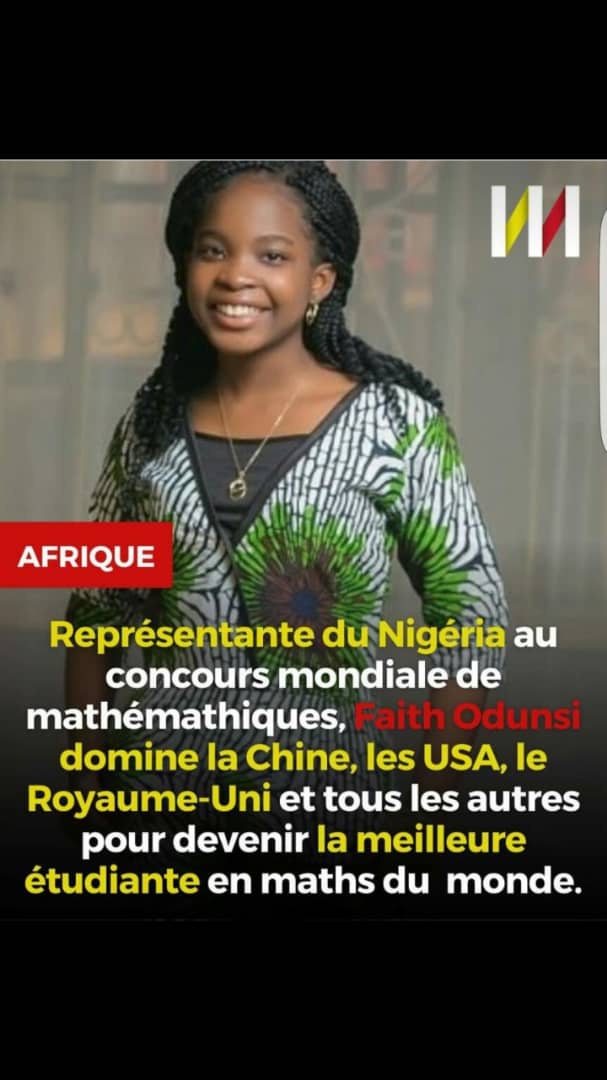 AFRIQUE
Représentante du Nigéria au
concours mondiale de
mathémathiques, Faith Odunsi
domine la Chine, les USA, le
Royaume-Uni et tous les autres
pour devenir la meilleure
étudiante en maths du monde.